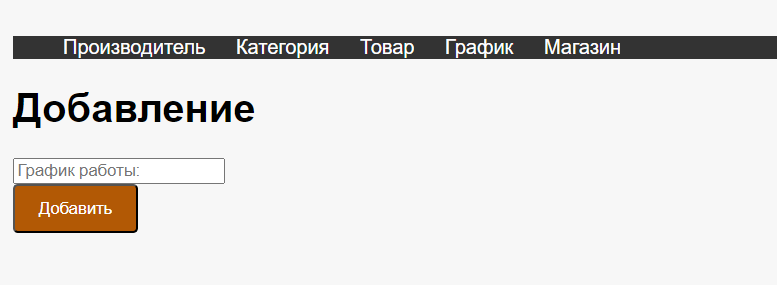 Производитель Категория Товар График Магазин
Добавление
График работы:
Добавить